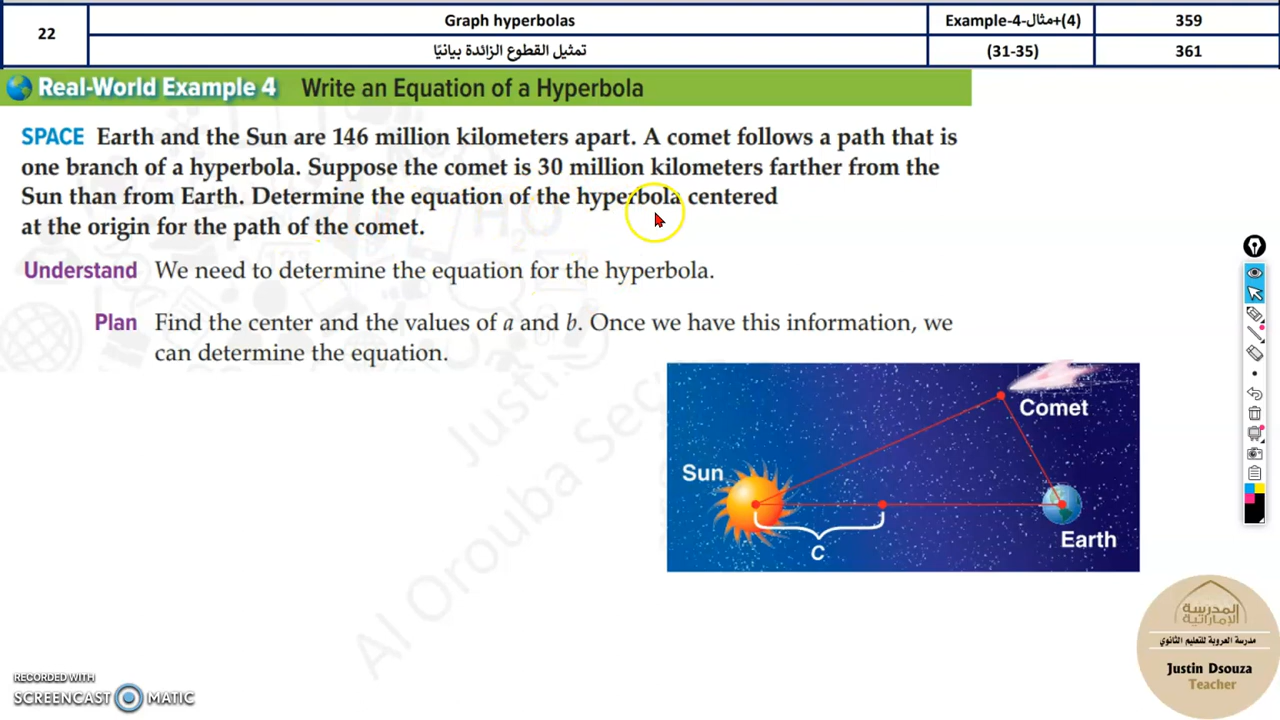 22
Graph hyperbolas
Example-4-مثال+(4)
359
تمثيل القطوع الزائدة بيانيًا
(31-35)
361
Real-World Example 4 Write an Equation of a Hyperbola
SPACE Earth and the Sun are 146 million kilometers apart. A comet follows a path that is
one branch of a hyperbola. Suppose the comet is 30 million kilometers farther from the
Sun than from Earth. Determine the equation of the hyperbola centered
at the origin for the path of the comet.
Understand We need to determine the equation for the hyperbola.
Plan Find the center and the values of a and b. Once we have this information, we
can determine the equation.
Comet
Sun
C
Earth
المدرسة
الإماراتية
مدرسة العروبة للتعليم الثانوي
Justin Dsouza
Teacher
RECORDED WITH
SCREENCAST MATIC